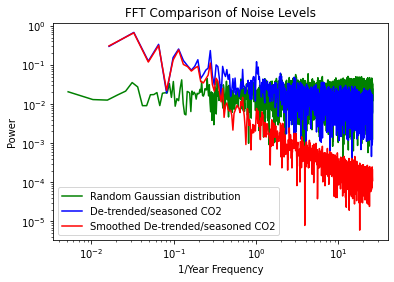 FFT Comparison of Noise Levels
10⁰
10⁻¹
10⁻²
10⁻³
10⁻⁴
10⁻⁵
Power
Random Gaussian distribution
De-trended/seasoned CO2
Smoothed De-trended/seasoned CO2
10⁻² 10⁻¹ 10⁰ 10¹
1/Year Frequency